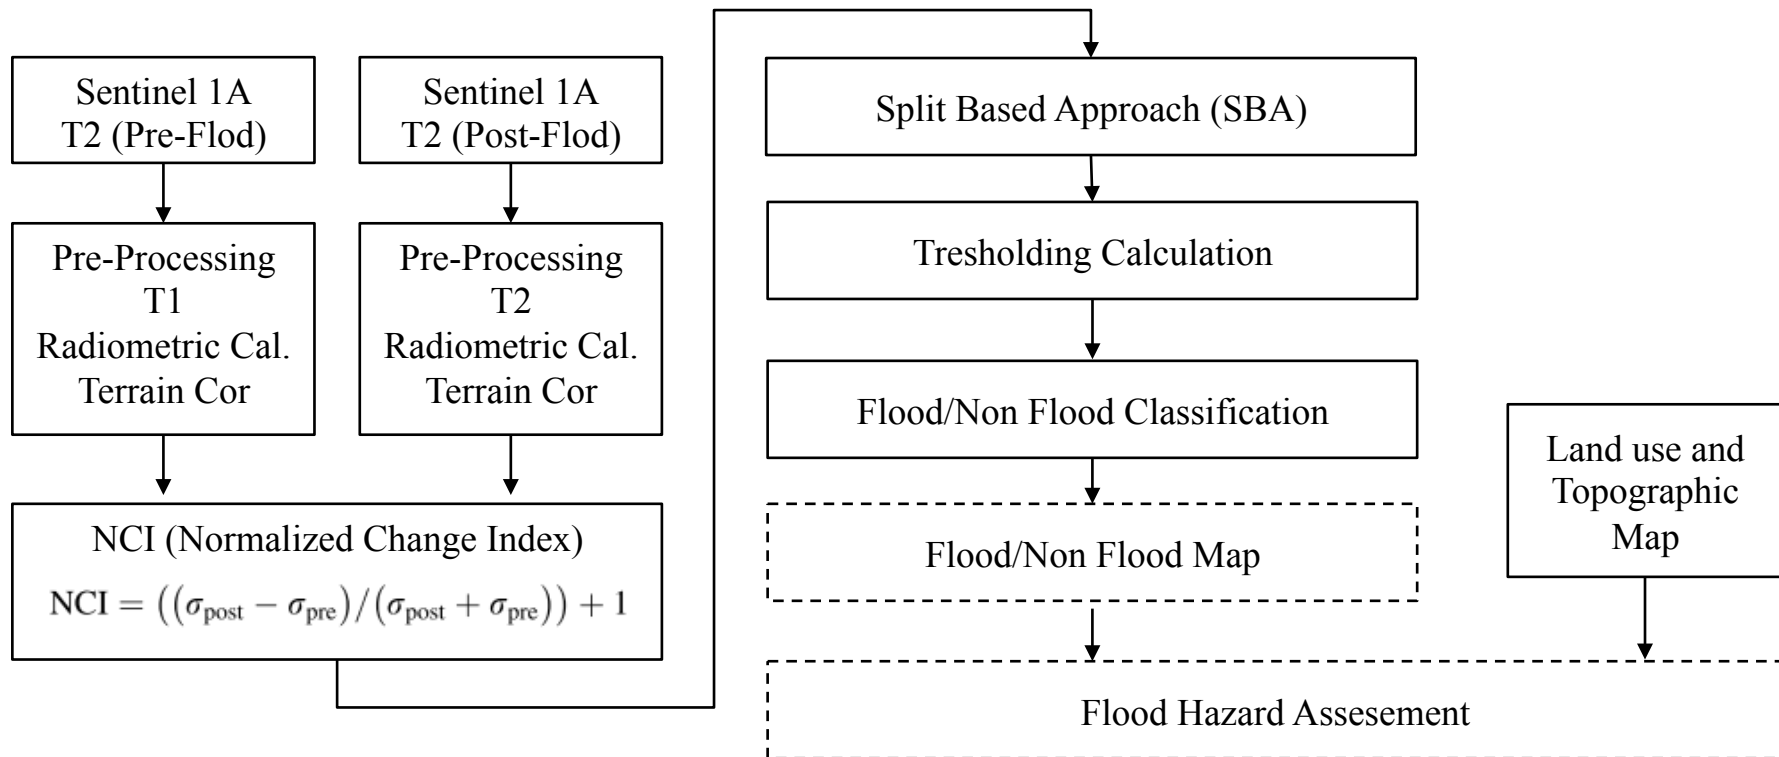 Sentinel 1A
T2 (Pre-Flod)
Sentinel 1A
T2 (Post-Flod)
Pre-Processing
T1
Radiometric Cal.
Terrain Cor
Pre-Processing
T2
Radiometric Cal.
Terrain Cor
NCI (Normalized Change Index)
NCI = ((σpost − σpre)/(σpost + σpre)) + 1
Split Based Approach (SBA)
Tresholding Calculation
Flood/Non Flood Classification
Flood/Non Flood Map
Land use and
Topographic
Map
Flood Hazard Assesement